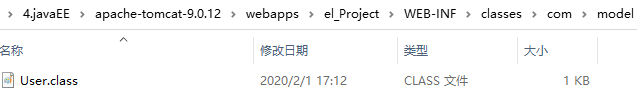 4.javaEE > apache-tomcat-9.0.12 > webapps > el_Project > WEB-INF > classes > com > model
名称 修改日期 类型 大小
User.class 2020/2/1 17:12 CLASS 文件 1 KB